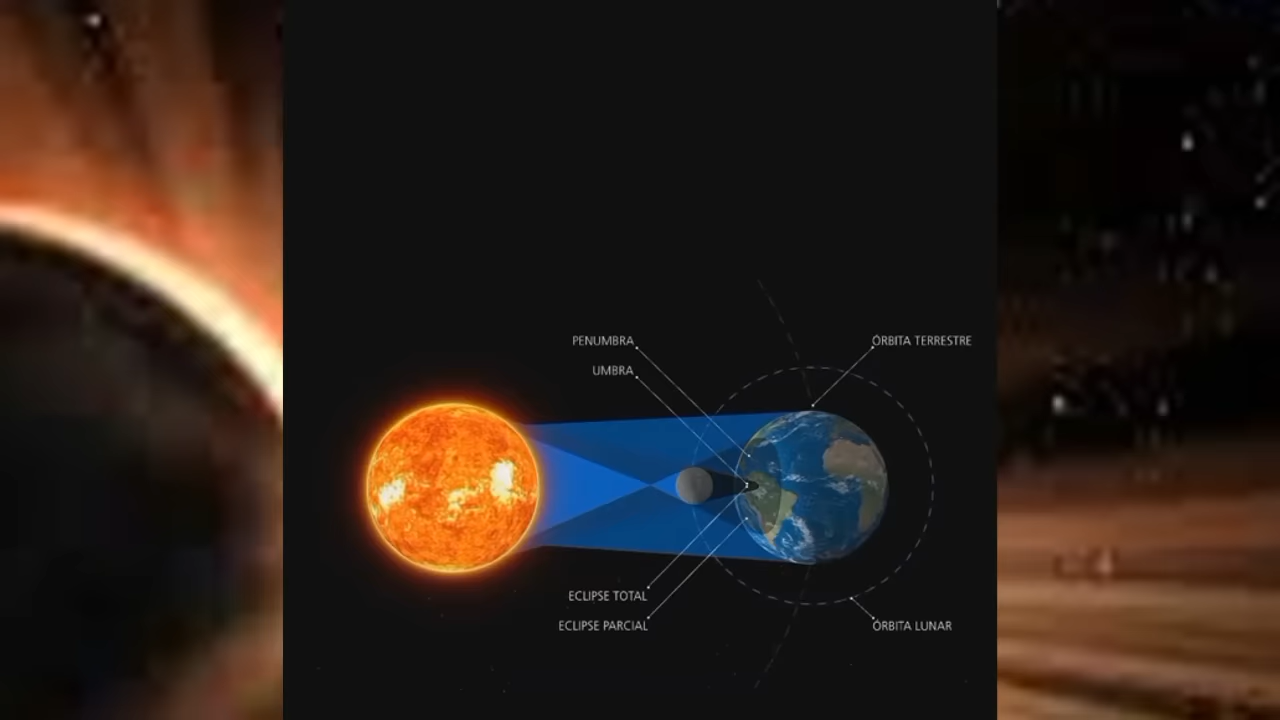 PENUMBRA
UMBRA
ÓRBITA TERRESTRE
ECLIPSE TOTAL
ECLIPSE PARCIAL
ÓRBITA LUNAR